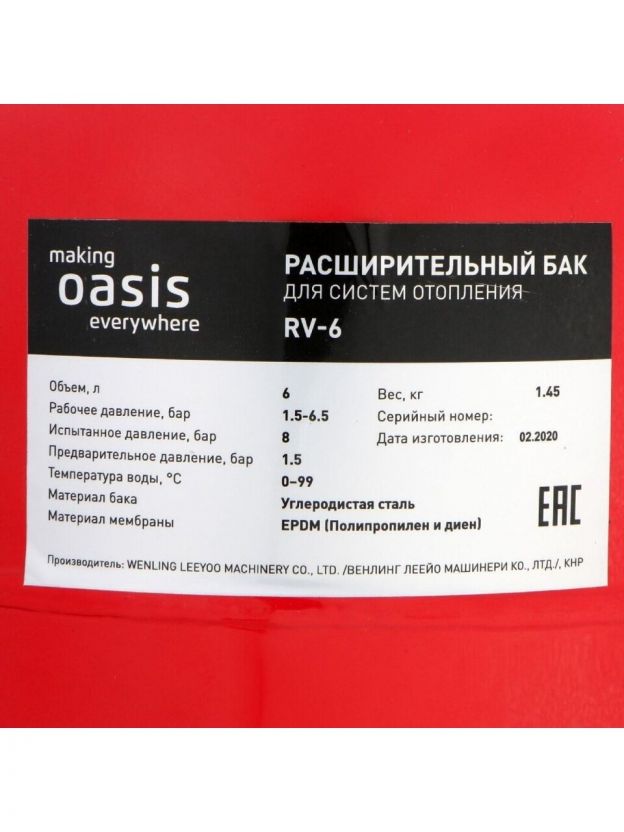 making
oasis
everywhere
РАСШИРИТЕЛЬНЫЙ БАК
ДЛЯ СИСТЕМ ОТОПЛЕНИЯ
RV-6
Объем, л 6
Рабочее давление, бар 1.5-6.5
Испытанное давление, бар 8
Предварительное давление, бар 1.5
Температура воды, °C 0–99
Материал бака Углеродистая сталь
Материал мембраны EPDM (Полипропилен и диен)
Вес, кг 1.45
Серийный номер:
Дата изготовления: 02.2020
EAC
Производитель: WENLING LEEYOO MACHINERY CO., LTD. /ВЕНЛИНГ ЛЕЕЙО МАШИНЕРИ КО., ЛТД./, КНР